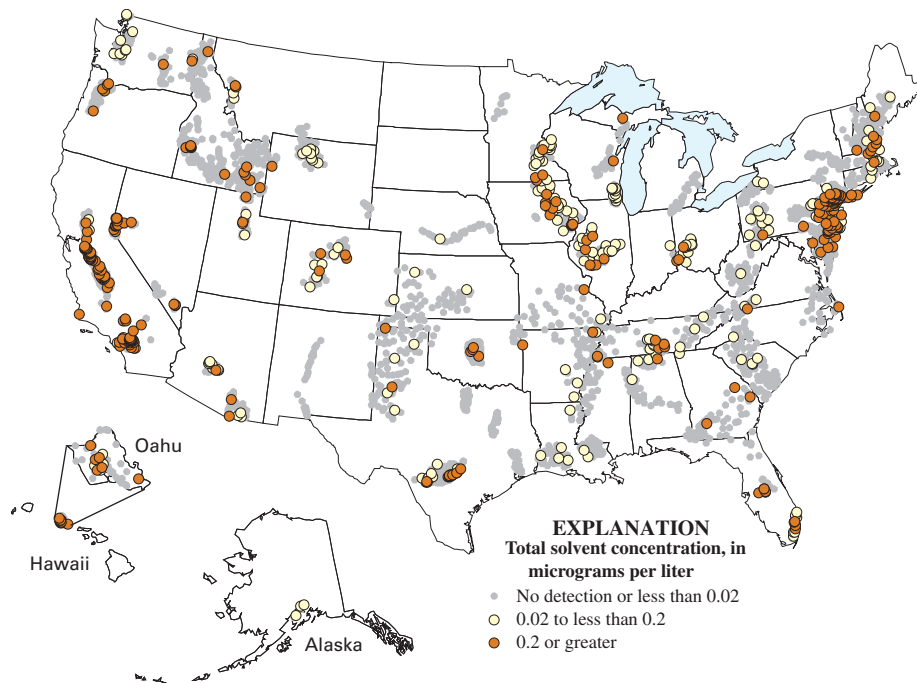 Oahu
Hawaii
Alaska
EXPLANATION
Total solvent concentration, in
micrograms per liter
No detection or less than 0.02
0.02 to less than 0.2
0.2 or greater